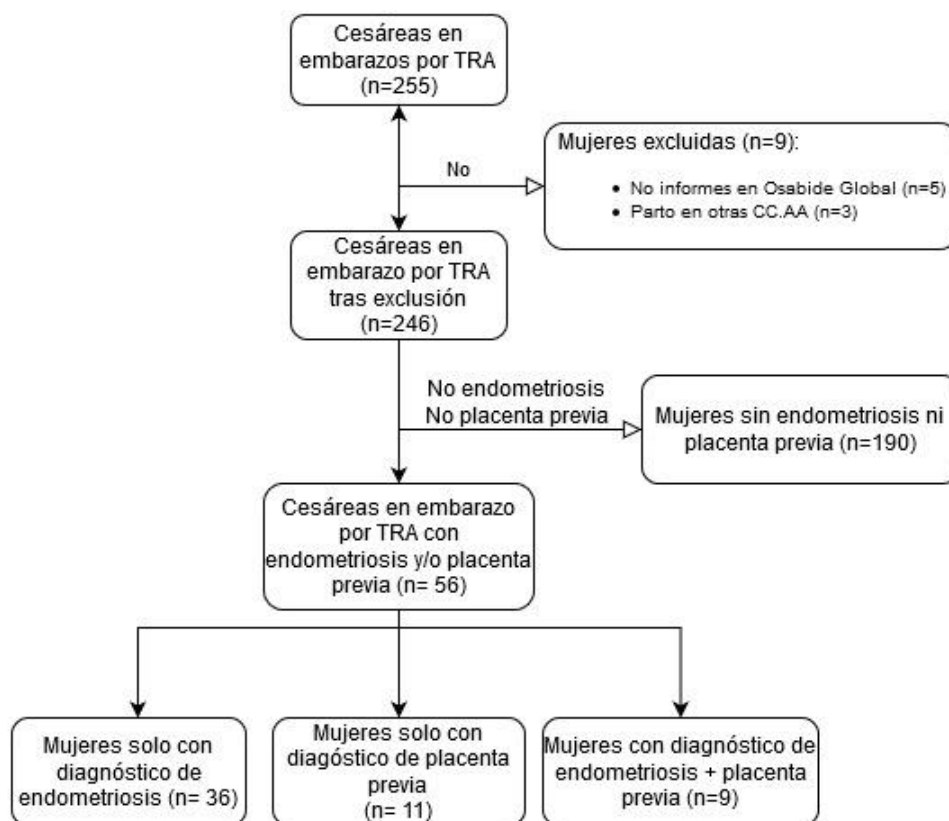 Cesáreas en
embarazos por TRA
(n=255)
No
Mujeres excluidas (n=9):
• No informes en Osabide Global (n=5)
• Parto en otras CC.AA (n=3)
Cesáreas en
embarazo por TRA
tras exclusión
(n=246)
No endometriosis
No placenta previa
Mujeres sin endometriosis ni
placenta previa (n=190)
Cesáreas en embarazo
por TRA con
endometriosis y/o placenta
previa (n= 56)
Mujeres solo con
diagnóstico de
endometriosis (n= 36)
Mujeres solo con
diagóstico de placenta
previa
(n= 11)
Mujeres con diagnóstico de
endometriosis + placenta
previa (n=9)